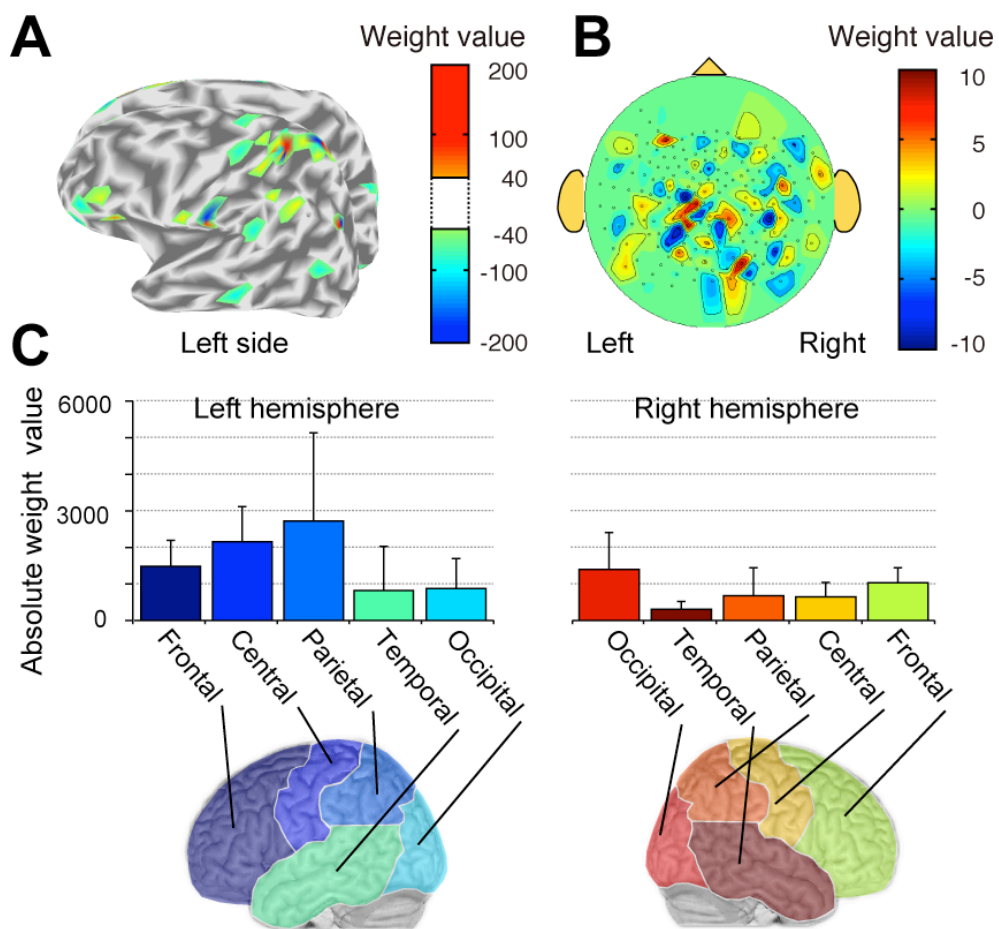 A
Weight value
200
100
40
-40
-100
-200
Left side
B
Weight value
10
5
0
-5
-10
Left
Right
C
Absolute weight value
6000
3000
0
Left hemisphere
Frontal
Central
Parietal
Temporal
Occipital
Right hemisphere
Occipital
Temporal
Parietal
Central
Frontal